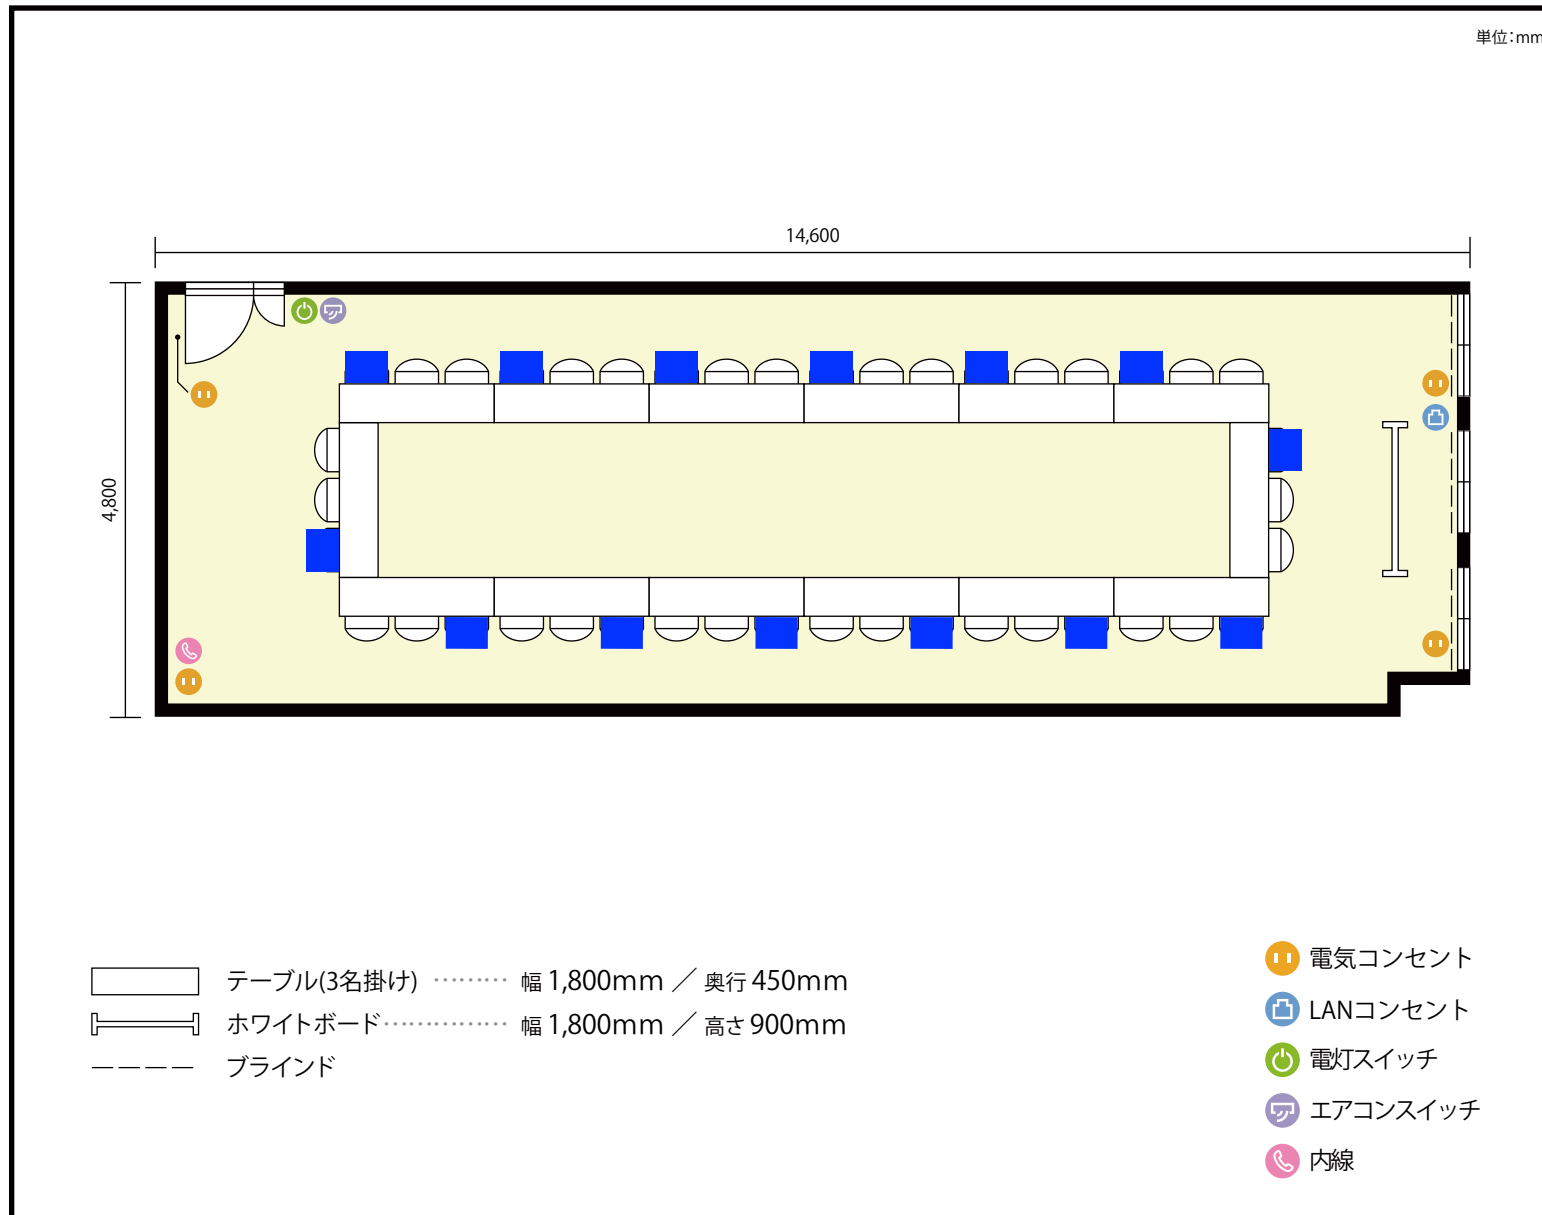 単位：mm
14,600
4,800
テーブル(3名掛け) ……… 幅 1,800mm ／ 奥行 450mm
ホワイトボード …………… 幅 1,800mm ／ 高さ 900mm
ブラインド
電気コンセント
LANコンセント
電灯スイッチ
エアコンスイッチ
内線